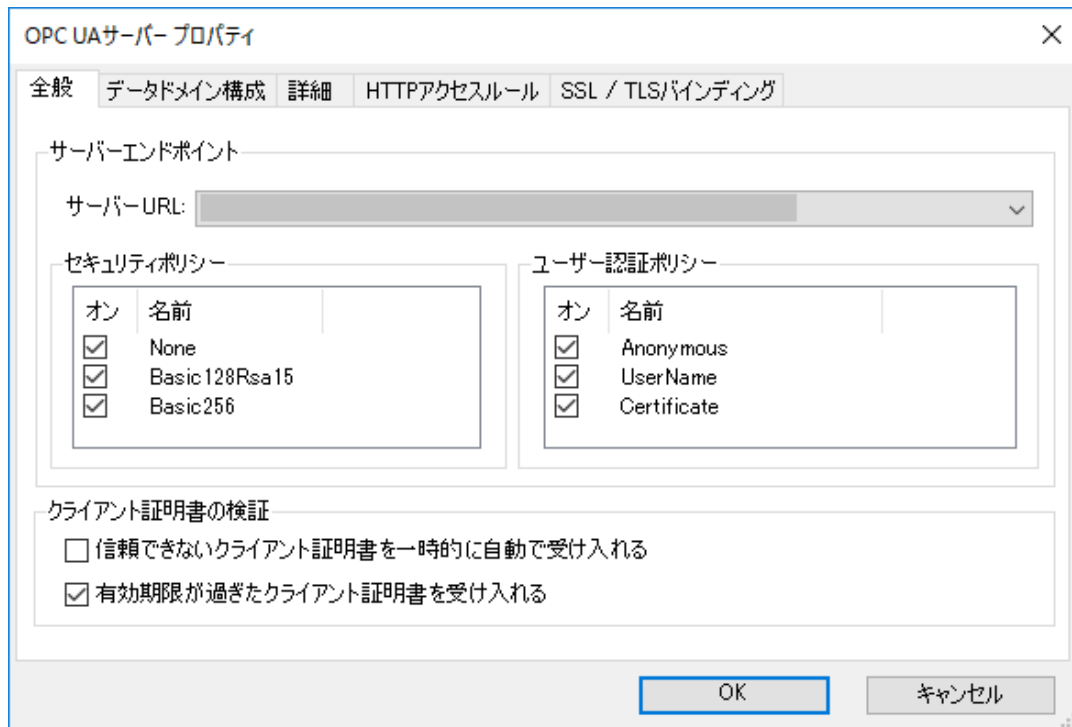 OPC UAサーバー プロパティ
全般 データドメイン構成 詳細 HTTPアクセスルール SSL / TLSバインディング
サーバーエンドポイント
サーバーURL:
セキュリティポリシー ユーザー認証ポリシー
オン 名前 オン 名前
None Anonymous
Basic128Rsa15 UserName
Basic256 Certificate
クライアント証明書の検証
信頼できないクライアント証明書を一時的に自動で受け入れる
有効期限が過ぎたクライアント証明書を受け入れる
OK キャンセル